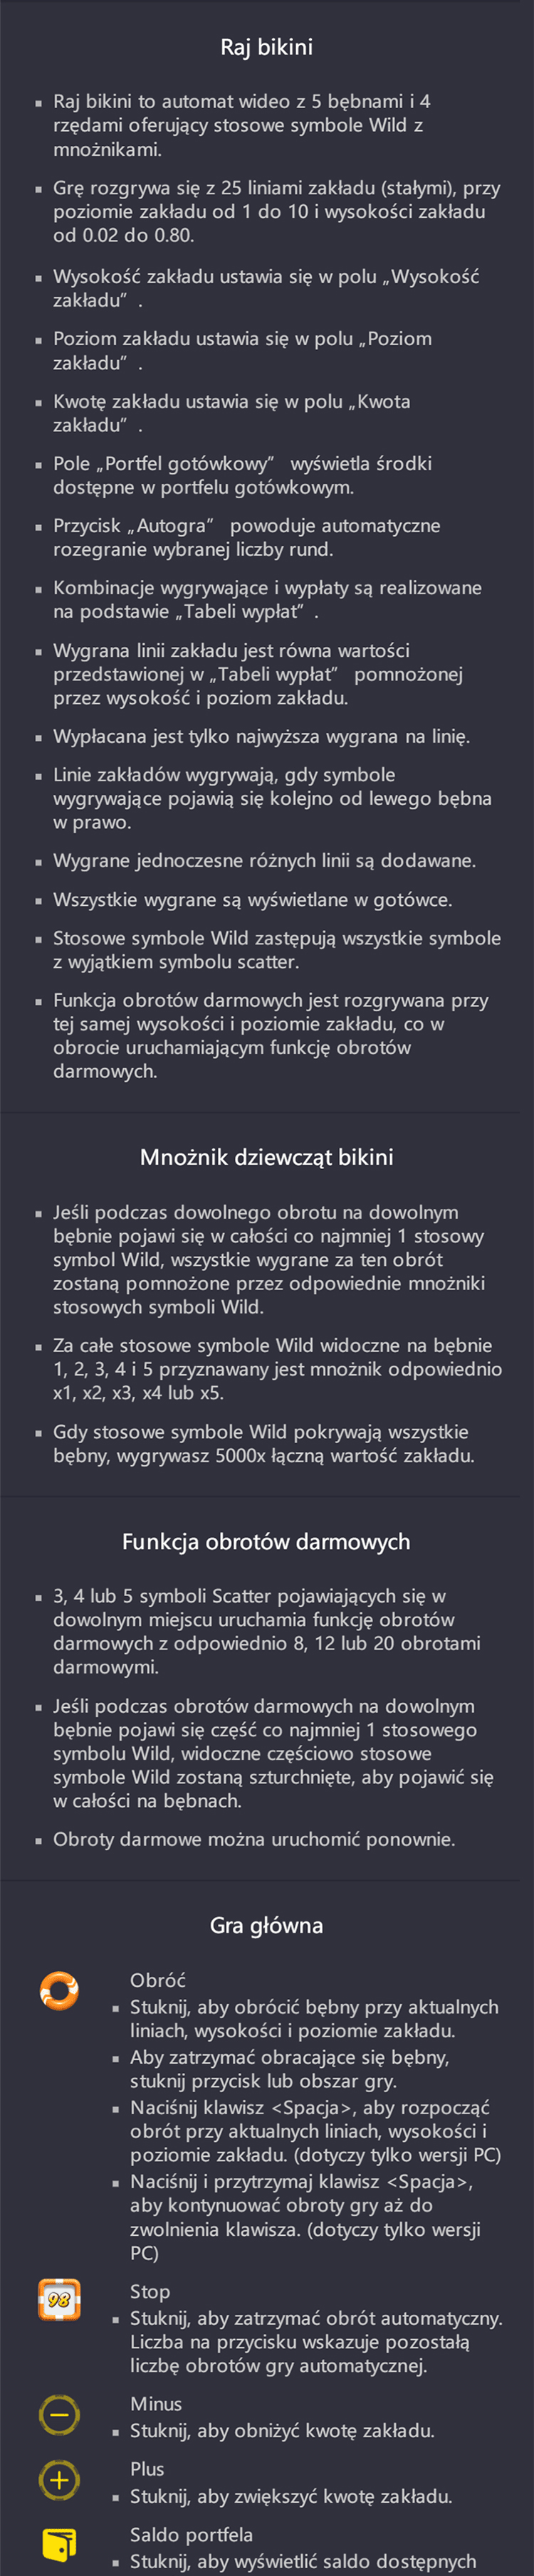 Raj bikini
▪ Raj bikini to automat wideo z 5 bębnami i 4
rzędami oferujący stosowe symbole Wild z
mnożnikami.
▪ Grę rozgrywa się z 25 liniami zakładu (stałymi), przy
poziomie zakładu od 1 do 10 i wysokości zakładu
od 0.02 do 0.80.
▪ Wysokość zakładu ustawia się w polu „Wysokość
zakładu” .
▪ Poziom zakładu ustawia się w polu „Poziom
zakładu” .
▪ Kwotę zakładu ustawia się w polu „Kwota
zakładu” .
▪ Pole „Portfel gotówkowy” wyświetla środki
dostępne w portfelu gotówkowym.
▪ Przycisk „Autogra” powoduje automatyczne
rozegranie wybranej liczby rund.
▪ Kombinacje wygrywające i wypłaty są realizowane
na podstawie „Tabeli wypłat” .
▪ Wygrana linii zakładu jest równa wartości
przedstawionej w „Tabeli wypłat” pomnożonej
przez wysokość i poziom zakładu.
▪ Wypłacana jest tylko najwyższa wygrana na linię.
▪ Linie zakładów wygrywają, gdy symbole
wygrywające pojawią się kolejno od lewego bębna
w prawo.
▪ Wygrane jednoczesne różnych linii są dodawane.
▪ Wszystkie wygrane są wyświetlane w gotówce.
▪ Stosowe symbole Wild zastępują wszystkie symbole
z wyjątkiem symbolu scatter.
▪ Funkcja obrotów darmowych jest rozgrywana przy
tej samej wysokości i poziomie zakładu, co w
obrocie uruchamiającym funkcję obrotów
darmowych.
Mnożnik dziewcząt bikini
▪ Jeśli podczas dowolnego obrotu na dowolnym
bębnie pojawi się w całości co najmniej 1 stosowy
symbol Wild, wszystkie wygrane za ten obrót
zostaną pomnożone przez odpowiednie mnożniki
stosowych symboli Wild.
▪ Za całe stosowe symbole Wild widoczne na bębnie
1, 2, 3, 4 i 5 przyznawany jest mnożnik odpowiednio
x1, x2, x3, x4 lub x5.
▪ Gdy stosowe symbole Wild pokrywają wszystkie
bębny, wygrywasz 5000x łączną wartość zakładu.
Funkcja obrotów darmowych
▪ 3, 4 lub 5 symboli Scatter pojawiających się w
dowolnym miejscu uruchamia funkcję obrotów
darmowych z odpowiednio 8, 12 lub 20 obrotami
darmowymi.
▪ Jeśli podczas obrotów darmowych na dowolnym
bębnie pojawi się część co najmniej 1 stosowego
symbolu Wild, widoczne częściowo stosowe
symbole Wild zostaną szturchnięte, aby pojawić się
w całości na bębnach.
▪ Obroty darmowe można uruchomić ponownie.
Gra główna
Obróć
▪ Stuknij, aby obrócić bębny przy aktualnych
liniach, wysokości i poziomie zakładu.
▪ Aby zatrzymać obracające się bębny,
stuknij przycisk lub obszar gry.
▪ Naciśnij klawisz <Spacja>, aby rozpocząć
obrót przy aktualnych liniach, wysokości i
poziomie zakładu. (dotyczy tylko wersji PC)
▪ Naciśnij i przytrzymaj klawisz <Spacja>,
aby kontynuować obroty gry aż do
zwolnienia klawisza. (dotyczy tylko wersji
PC)
98
Stop
▪ Stuknij, aby zatrzymać obrót automatyczny.
Liczba na przycisku wskazuje pozostałą
liczbę obrotów gry automatycznej.
Minus
▪ Stuknij, aby obniżyć kwotę zakładu.
Plus
▪ Stuknij, aby zwiększyć kwotę zakładu.
Saldo portfela
▪ Stuknij, aby wyświetlić saldo dostępnych